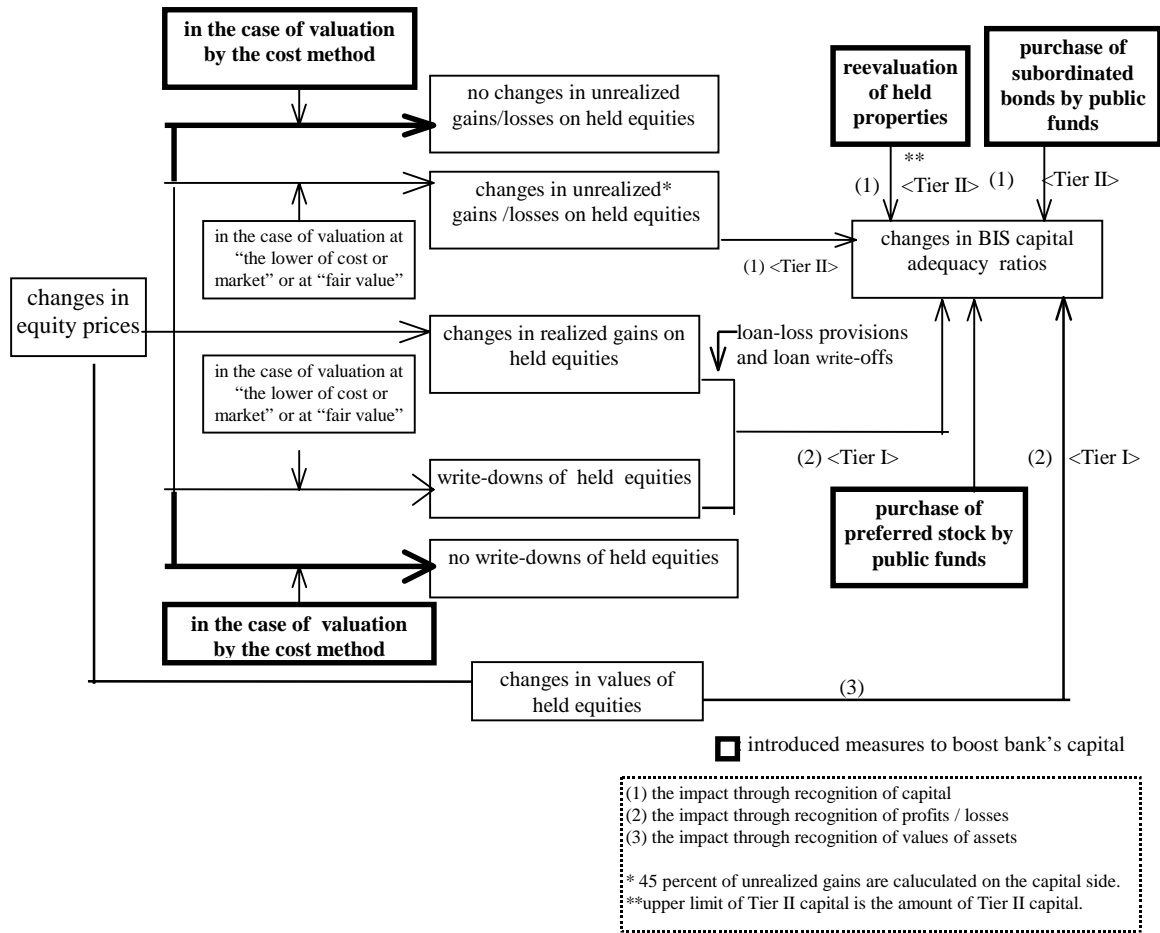 in the case of valuation
by the cost method
no changes in unrealized
gains/losses on held equities
changes in unrealized*
gains /losses on held equities
in the case of valuation at
“the lower of cost or
market” or at “fair value”
changes in
equity prices
changes in realized gains on
held equities
in the case of valuation at
“the lower of cost or
market” or at “fair value”
write-downs of held equities
no write-downs of held equities
in the case of valuation
by the cost method
changes in values of
held equities
(3)
loan-loss provisions
and loan write-offs
(2) <Tier I>
reevaluation
of held
properties
purchase of
subordinated
bonds by public
funds
**
(1) <Tier II>
(1) <Tier II>
changes in BIS capital
adequacy ratios
(1) <Tier II>
(2) <Tier I>
purchase of
preferred stock by
public funds
: introduced measures to boost bank’s capital
(1) the impact through recognition of capital
(2) the impact through recognition of profits / losses
(3) the impact through recognition of values of assets
* 45 percent of unrealized gains are caluculated on the capital side.
**upper limit of Tier II capital is the amount of Tier II capital.